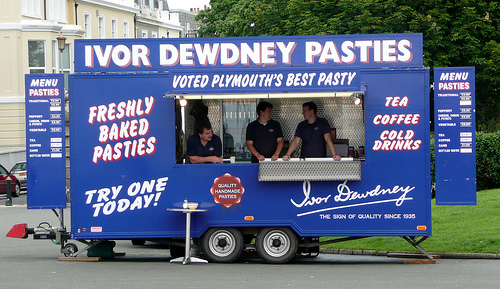 IVOR DEWDNEY PASTIES
VOTED PLYMOUTH'S BEST PASTY
MENU
PASTIES
FRESHLY
BAKED
PASTIES
TRY ONE
TODAY!
QUALITY
HANDMADE
PASTIES
TEA
COFFEE
COLD
DRINKS
Ivor Dewdney
THE SIGN OF QUALITY SINCE 1935
MENU
PASTIES